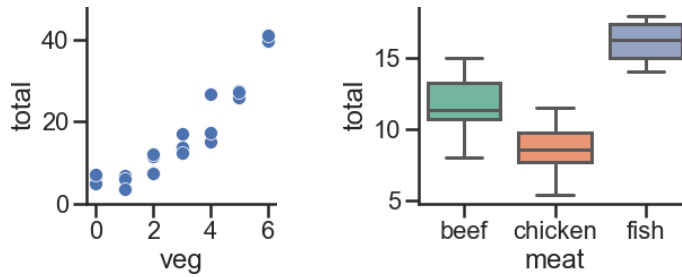 total
40
20
0
0 2 4 6
veg
total
15
10
5
beef chicken fish
meat